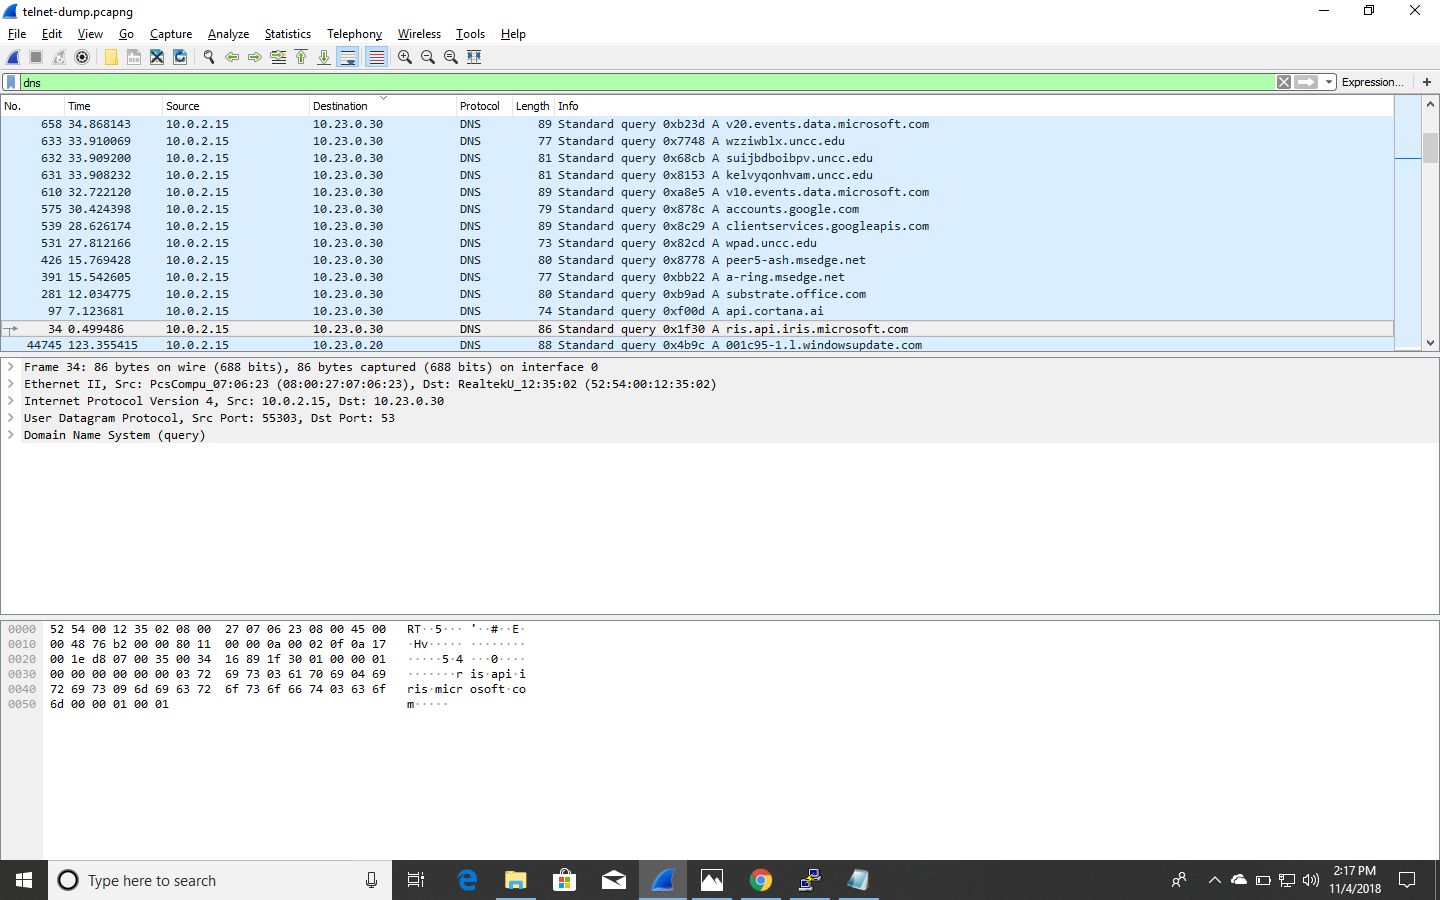 telnet-dump.pcapng
File Edit View Go Capture Analyze Statistics Telephony Wireless Tools Help
dns
Expression... +
No. Time Source Destination Protocol Length Info
658 34.868143 10.0.2.15 10.23.0.30 DNS 89 Standard query 0xb23d A v20.events.data.microsoft.com
633 33.910069 10.0.2.15 10.23.0.30 DNS 77 Standard query 0x7748 A wzziwblx.uncc.edu
632 33.909200 10.0.2.15 10.23.0.30 DNS 81 Standard query 0x68cb A suijbdboibpv.uncc.edu
631 33.908232 10.0.2.15 10.23.0.30 DNS 81 Standard query 0x8153 A kelvyqonhvam.uncc.edu
610 32.722120 10.0.2.15 10.23.0.30 DNS 89 Standard query 0xa8e5 A v10.events.data.microsoft.com
575 30.424398 10.0.2.15 10.23.0.30 DNS 79 Standard query 0x878c A accounts.google.com
539 28.626174 10.0.2.15 10.23.0.30 DNS 89 Standard query 0x8c29 A clientservices.googleapis.com
531 27.812166 10.0.2.15 10.23.0.30 DNS 73 Standard query 0x82cd A wpad.uncc.edu
426 15.769428 10.0.2.15 10.23.0.30 DNS 80 Standard query 0x8778 A peer5-ash.msedge.net
391 15.542605 10.0.2.15 10.23.0.30 DNS 77 Standard query 0xbb22 A a-ring.msedge.net
281 12.034775 10.0.2.15 10.23.0.30 DNS 80 Standard query 0xb9ad A substrate.office.com
97 7.123681 10.0.2.15 10.23.0.30 DNS 74 Standard query 0xf00d A api.cortana.ai
34 0.499486 10.0.2.15 10.23.0.30 DNS 86 Standard query 0x1f30 A ris.api.iris.microsoft.com
44745 123.355415 10.0.2.15 10.23.0.20 DNS 88 Standard query 0x4b9c A 001c95-1.l.windowsupdate.com
Frame 34: 86 bytes on wire (688 bits), 86 bytes captured (688 bits) on interface 0
Ethernet II, Src: PcsCompu_07:06:23 (08:00:27:07:06:23), Dst: RealtekU_12:35:02 (52:54:00:12:35:02)
Internet Protocol Version 4, Src: 10.0.2.15, Dst: 10.23.0.30
User Datagram Protocol, Src Port: 55303, Dst Port: 53
Domain Name System (query)
0000 52 54 00 12 35 02 08 00 27 07 06 23 08 00 45 00 RT··5··· '··#··E·
0010 00 48 76 b2 00 00 80 11 00 00 0a 00 02 0f 0a 17 ·Hv····· ········
0020 00 1e d8 07 00 35 00 34 16 89 1f 30 01 00 00 01 ·····5·4 ···0····
0030 00 00 00 00 00 00 03 72 69 73 03 61 70 69 04 69 ·······r is·api·i
0040 72 69 73 09 6d 69 63 72 6f 73 6f 66 74 03 63 6f ris·micr osoft·co
0050 6d 00 00 01 00 01 m·····
Type here to search
2:17 PM
11/4/2018